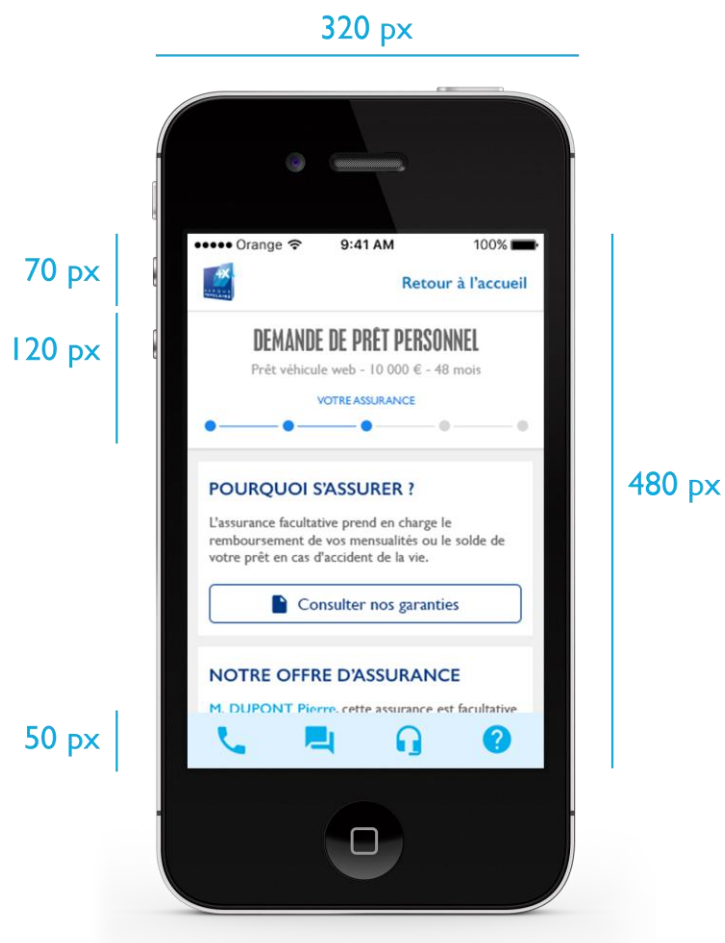 320 px
Orange 9:41 AM 100%
70 px
BANQUE
POPULAIRE
Retour à l'accueil
120 px
DEMANDE DE PRÊT PERSONNEL
Prêt véhicule web - 10 000 € - 48 mois
VOTRE ASSURANCE
480 px
POURQUOI S'ASSURER ?
L'assurance facultative prend en charge le
remboursement de vos mensualités ou le solde de
votre prêt en cas d'accident de la vie.
Consulter nos garanties
NOTRE OFFRE D'ASSURANCE
M. DUPONT Pierre, cette assurance est facultative
50 px
?